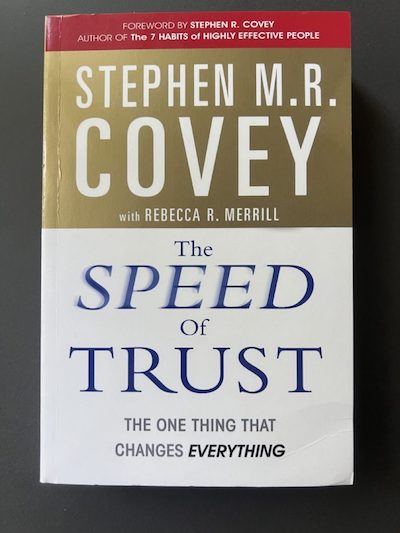 FOREWORD BY STEPHEN R. COVEY
AUTHOR OF The 7 HABITS of HIGHLY EFFECTIVE PEOPLE
STEPHEN M.R.
COVEY
with REBECCA R. MERRILL
The
SPEED
Of
TRUST
THE ONE THING THAT
CHANGES EVERYTHING